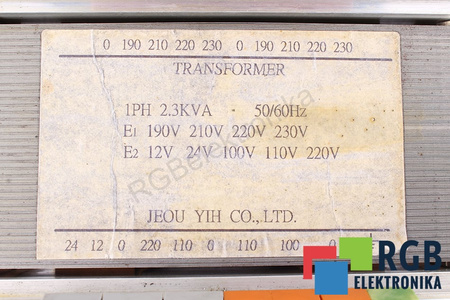 0 190 210 220 230 0 190 210 220 230
TRANSFORMER
1PH 2.3KVA · 50/60Hz
E1 190V 210V 220V 230V
E2 12V 24V 100V 110V 220V
RGBelektronika
JEOU YIH CO.,LTD.
24 12 0 220 110 0 110 100 0
RGB
ELEKTRONIKA